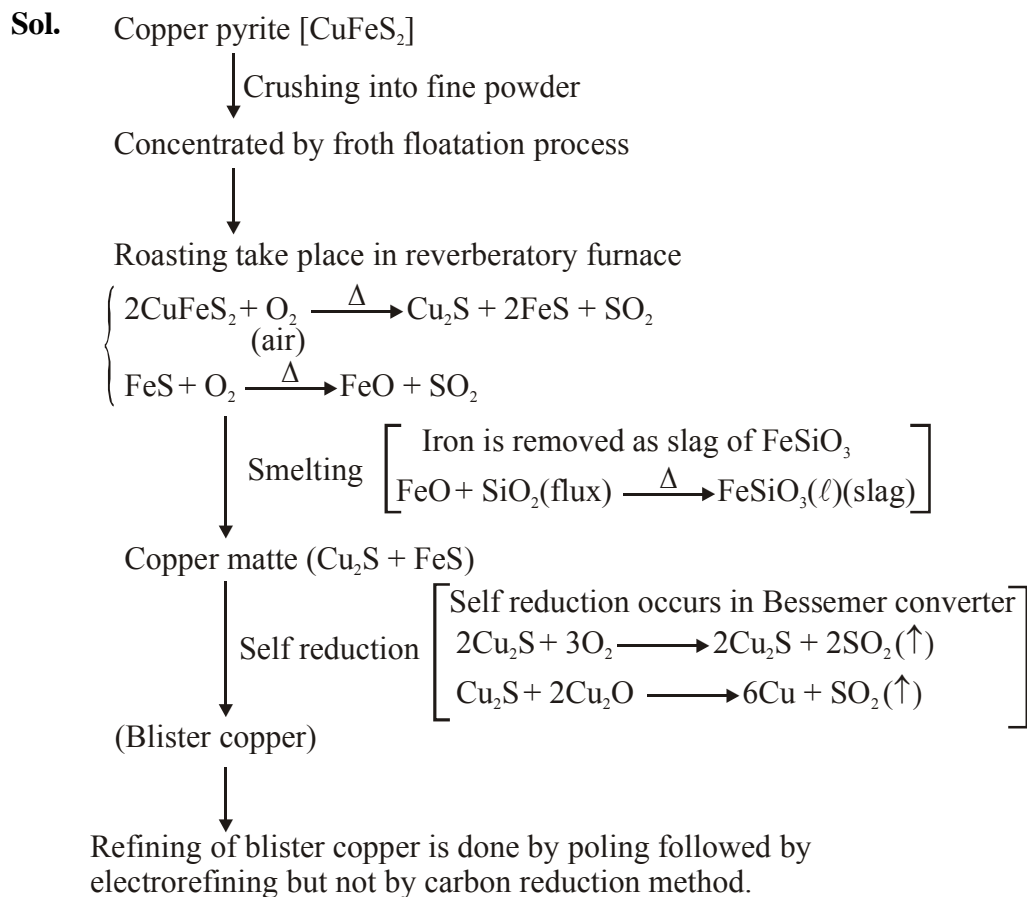 Sol. Copper pyrite [CuFeS₂]
Crushing into fine powder
Concentrated by froth floatation process
Roasting take place in reverberatory furnace
2CuFeS₂ + O₂ —Δ→ Cu₂S + 2FeS + SO₂
(air)
FeS + O₂ —Δ→ FeO + SO₂
Smelting
Iron is removed as slag of FeSiO₃
FeO + SiO₂(flux) —Δ→ FeSiO₃(ℓ)(slag)
Copper matte (Cu₂S + FeS)
Self reduction
Self reduction occurs in Bessemer converter
2Cu₂S + 3O₂ ⟶ 2Cu₂S + 2SO₂(↑)
Cu₂S + 2Cu₂O ⟶ 6Cu + SO₂(↑)
(Blister copper)
Refining of blister copper is done by poling followed by
electrorefining but not by carbon reduction method.